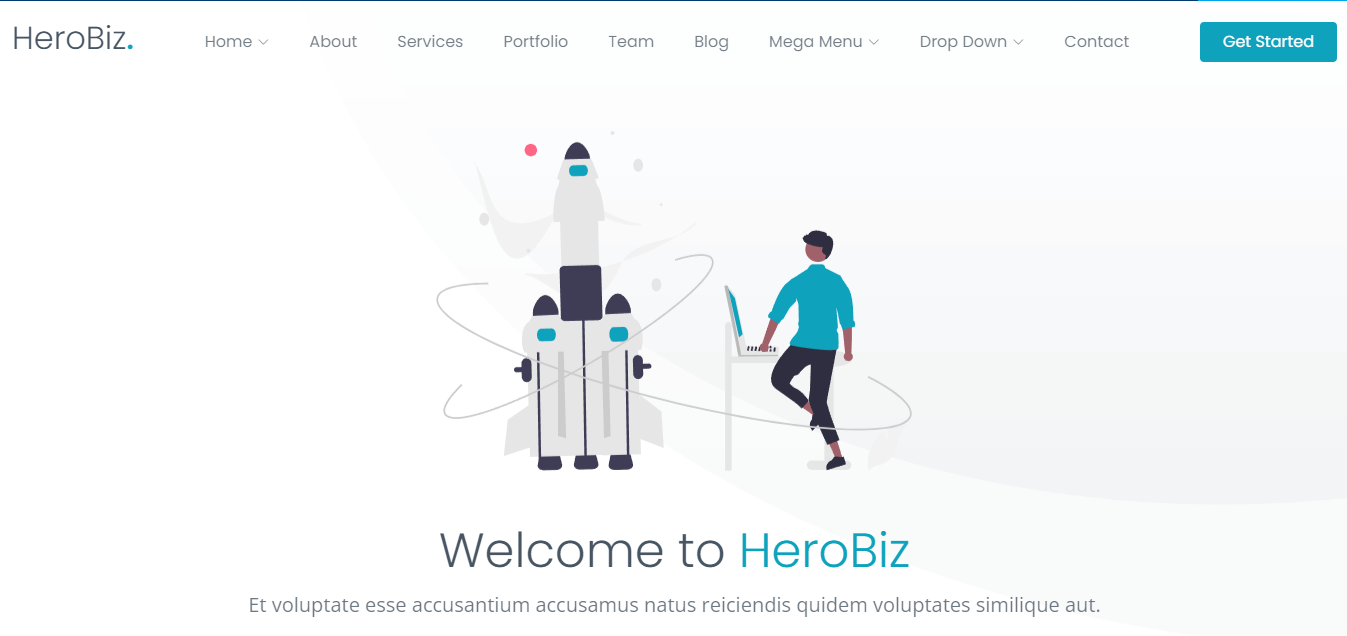 HeroBiz.
Home About Services Portfolio Team Blog Mega Menu Drop Down Contact Get Started
Welcome to HeroBiz
Et voluptate esse accusantium accusamus natus reiciendis quidem voluptates similique aut.